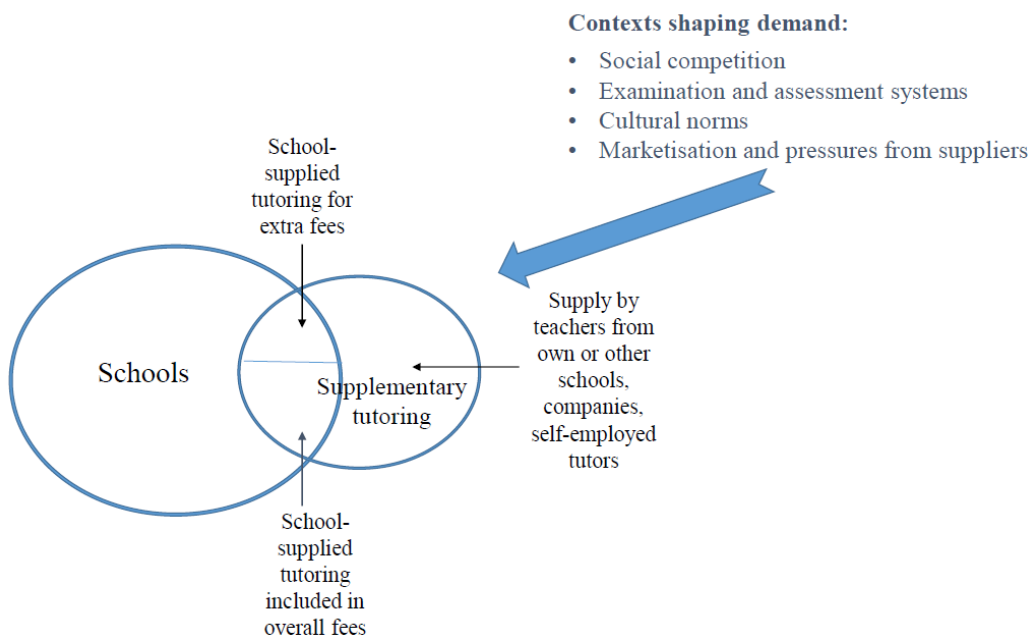 Contexts shaping demand:
• Social competition
• Examination and assessment systems
• Cultural norms
• Marketisation and pressures from suppliers
School-
supplied
tutoring for
extra fees
Schools
Supplementary
tutoring
Supply by
teachers from
own or other
schools,
companies,
self-employed
tutors
School-
supplied
tutoring
included in
overall fees